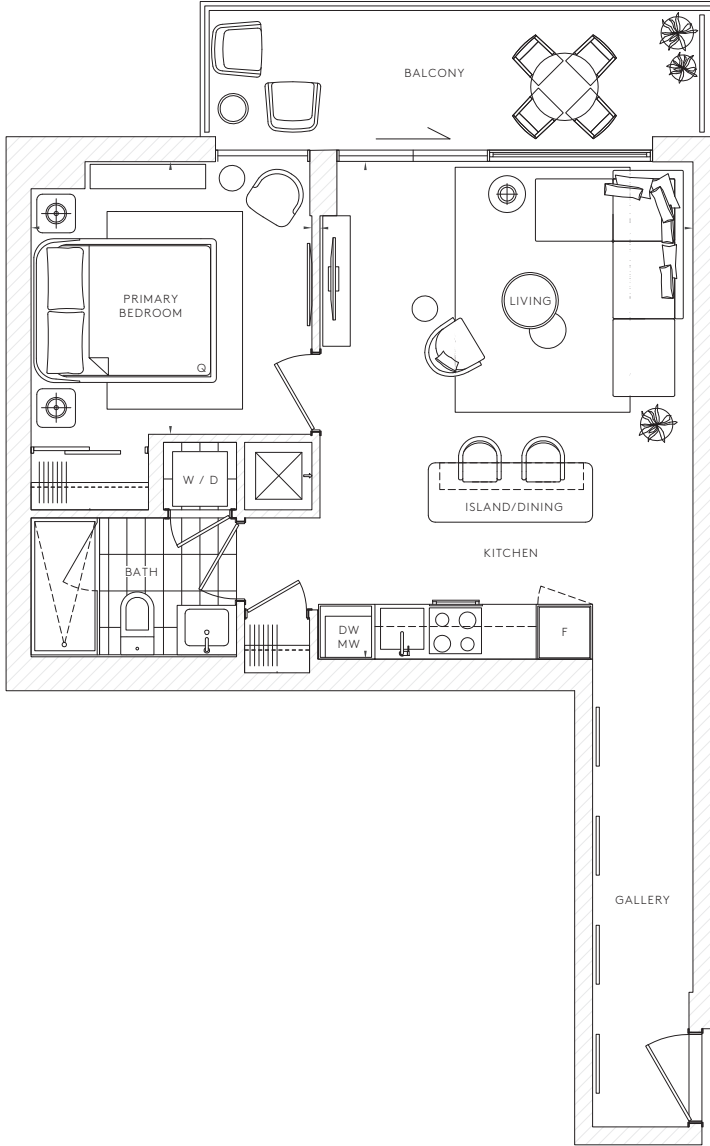 BALCONY
PRIMARY
BEDROOM
LIVING
Q
W / D
ISLAND/DINING
KITCHEN
BATH
DW
MW
F
GALLERY